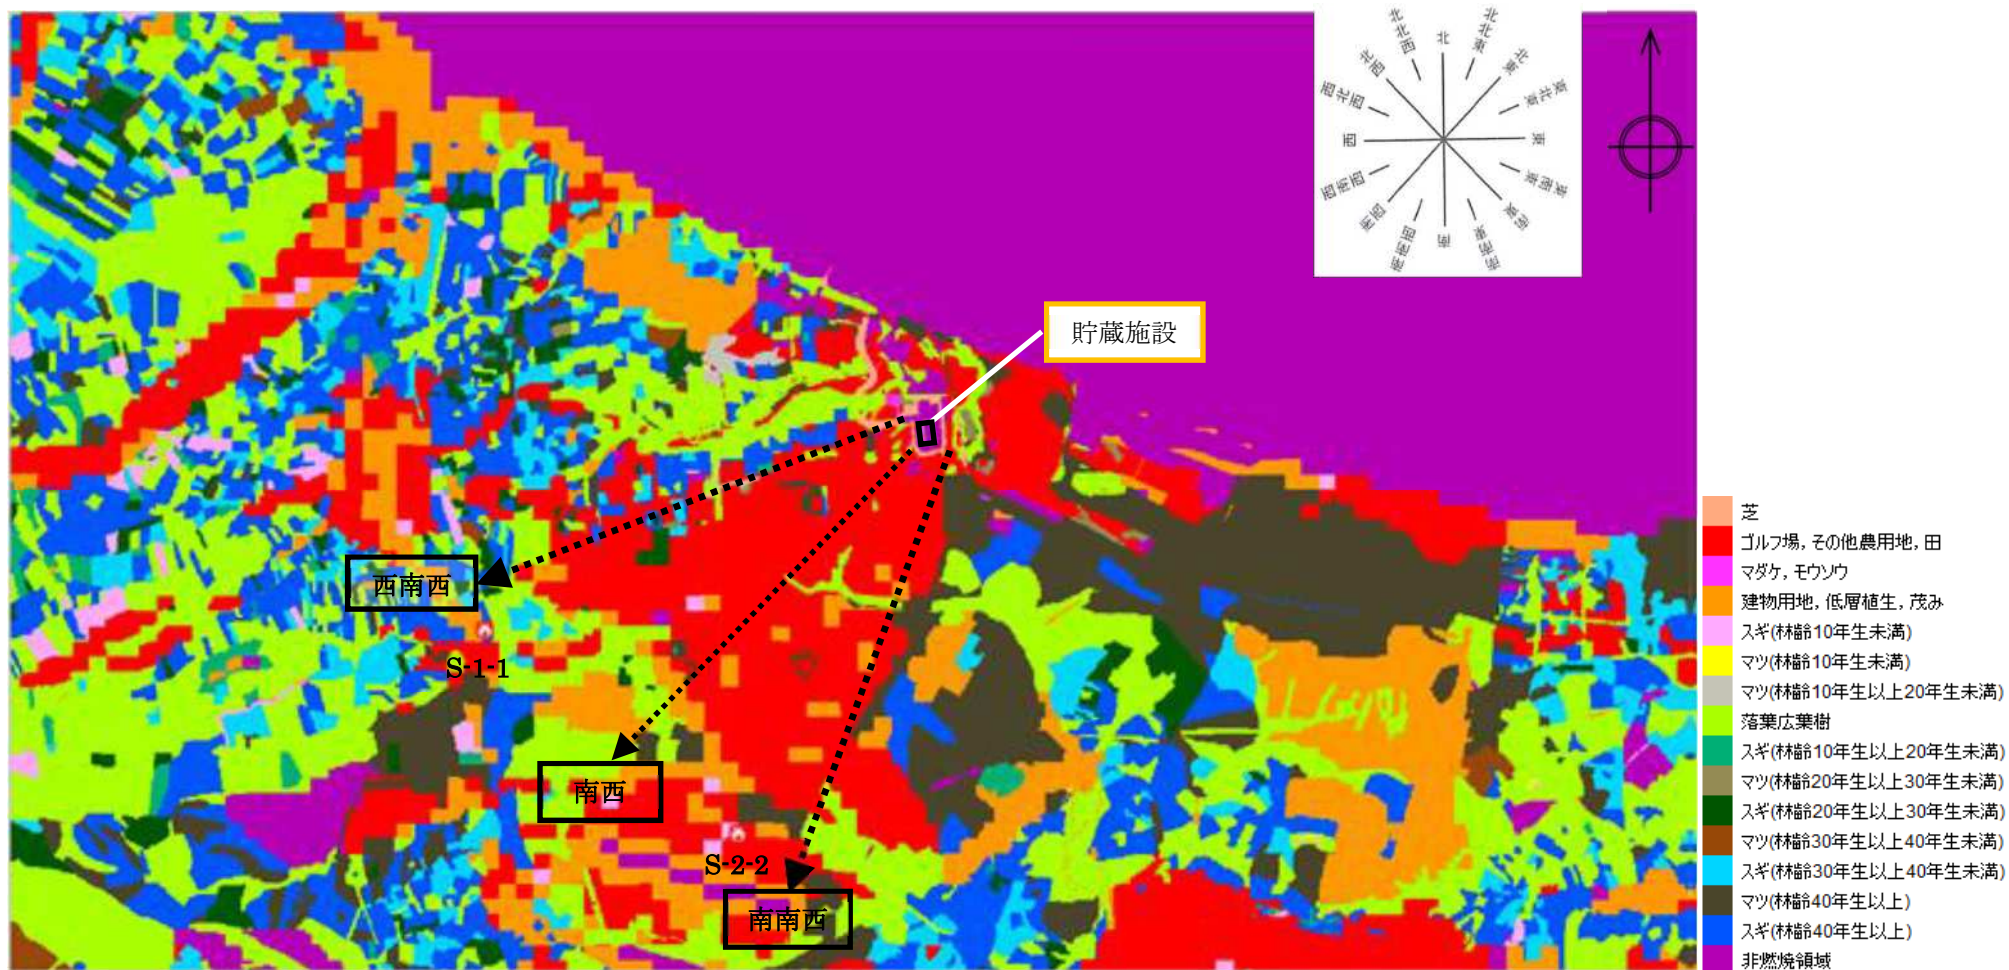 北
北北東
北東
東北東
東
東南東
南東
南南東
南
南南西
南西
西南西
西
西北西
北西
北北西
貯蔵施設
西南西
S-1-1
南西
S-2-2
南南西
芝
ゴルフ場，その他農用地，田
マダケ，モウソウ
建物用地，低層植生，茂み
スギ(林齢10年生未満)
マツ(林齢10年生未満)
マツ(林齢10年生以上20年生未満)
落葉広葉樹
スギ(林齢10年生以上20年生未満)
マツ(林齢20年生以上30年生未満)
スギ(林齢20年生以上30年生未満)
マツ(林齢30年生以上40年生未満)
スギ(林齢30年生以上40年生未満)
マツ(林齢40年生以上)
スギ(林齢40年生以上)
非燃焼領域